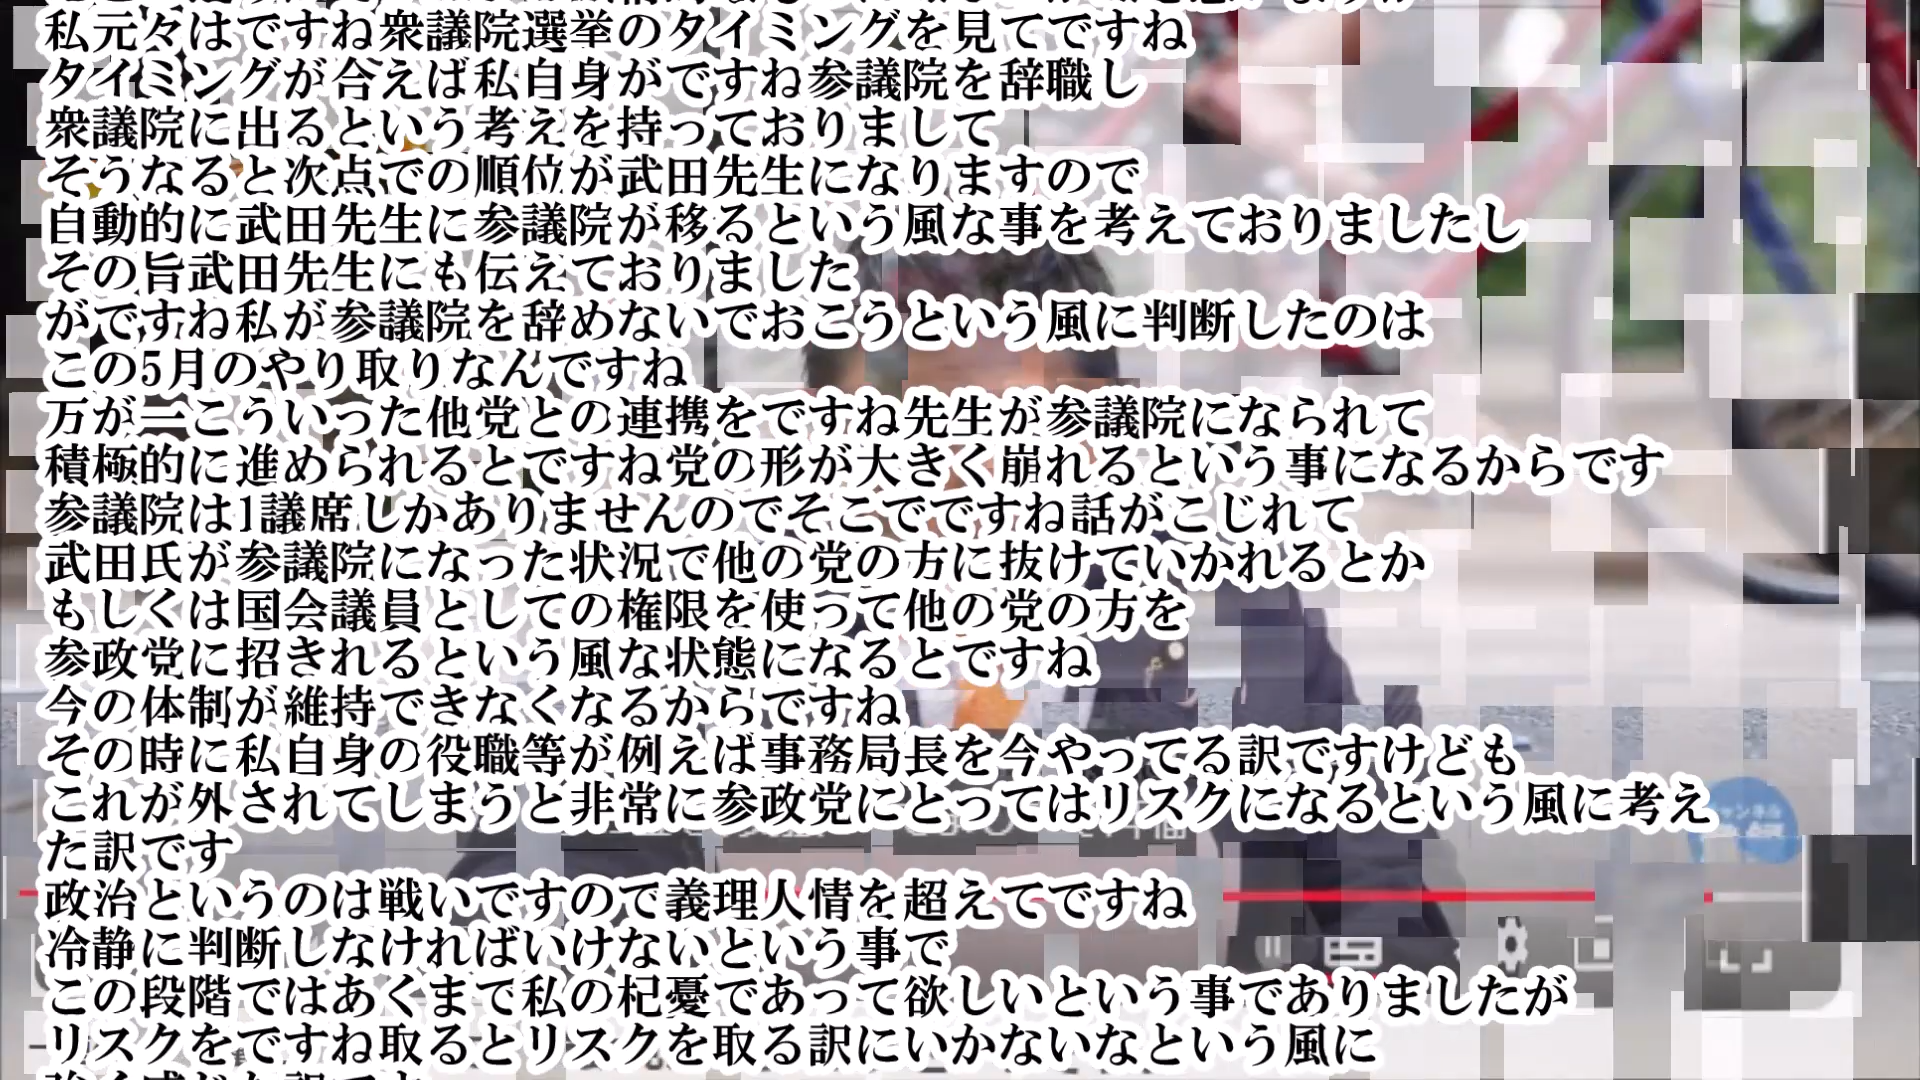 私元々はですね衆議院選挙のタイミングを見てですね
タイミングが合えば私自身がですね参議院を辞職し
衆議院に出るという考えを持っておりまして
そうなると次点での順位が武田先生になりますので
自動的に武田先生に参議院が移るという風な事を考えておりましたし
その旨武田先生にも伝えておりました
がですね私が参議院を辞めないでおこうという風に判断したのは
この5月のやり取りなんですね
万が一こういった他党との連携をですね先生が参議院になられて
積極的に進められるとですね党の形が大きく崩れるという事になるからです
参議院は1議席しかありませんのでそこでですね話がこじれて
武田氏が参議院になった状況で他の党の方に抜けていかれるとか
もしくは国会議員としての権限を使って他の党の方を
参政党に招きれるという風な状態になるとですね
今の体制が維持できなくなるからですね
その時に私自身の役職等が例えば事務局長を今やってる訳ですけども
これが外されてしまうと非常に参政党にとってはリスクになるという風に考え
た訳です
政治というのは戦いですので義理人情を超えてですね
冷静に判断しなければいけないという事で
この段階ではあくまで私の杞憂であって欲しいという事でありましたが
リスクをですね取るとリスクを取る訳にいかないなという風に
チャンネル